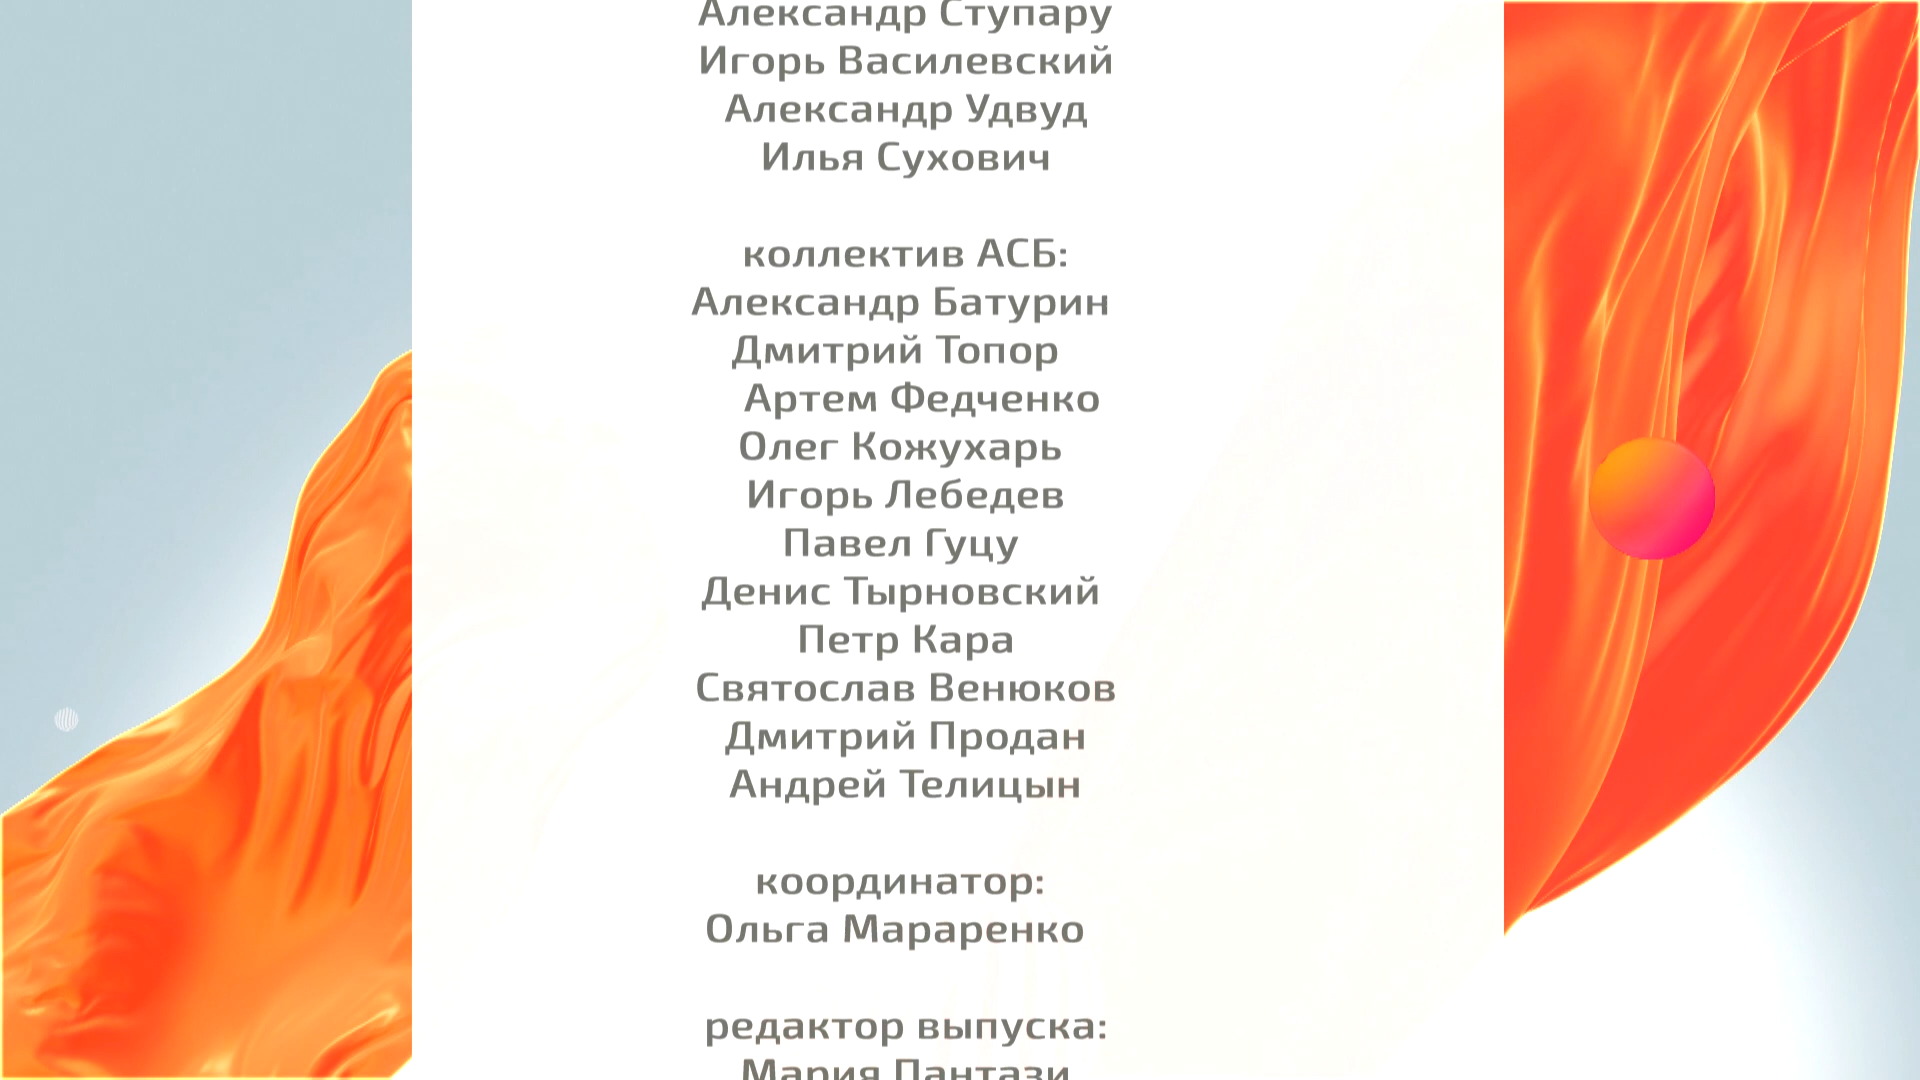 Александр Ступару
Игорь Василевский
Александр Удвуд
Илья Сухович
коллектив АСБ:
Александр Батурин
Дмитрий Топор
Артем Федченко
Олег Кожухарь
Игорь Лебедев
Павел Гуцу
Денис Тырновский
Петр Кара
Святослав Венюков
Дмитрий Продан
Андрей Телицын
координатор:
Ольга Мараренко
редактор выпуска:
Мария Пантази